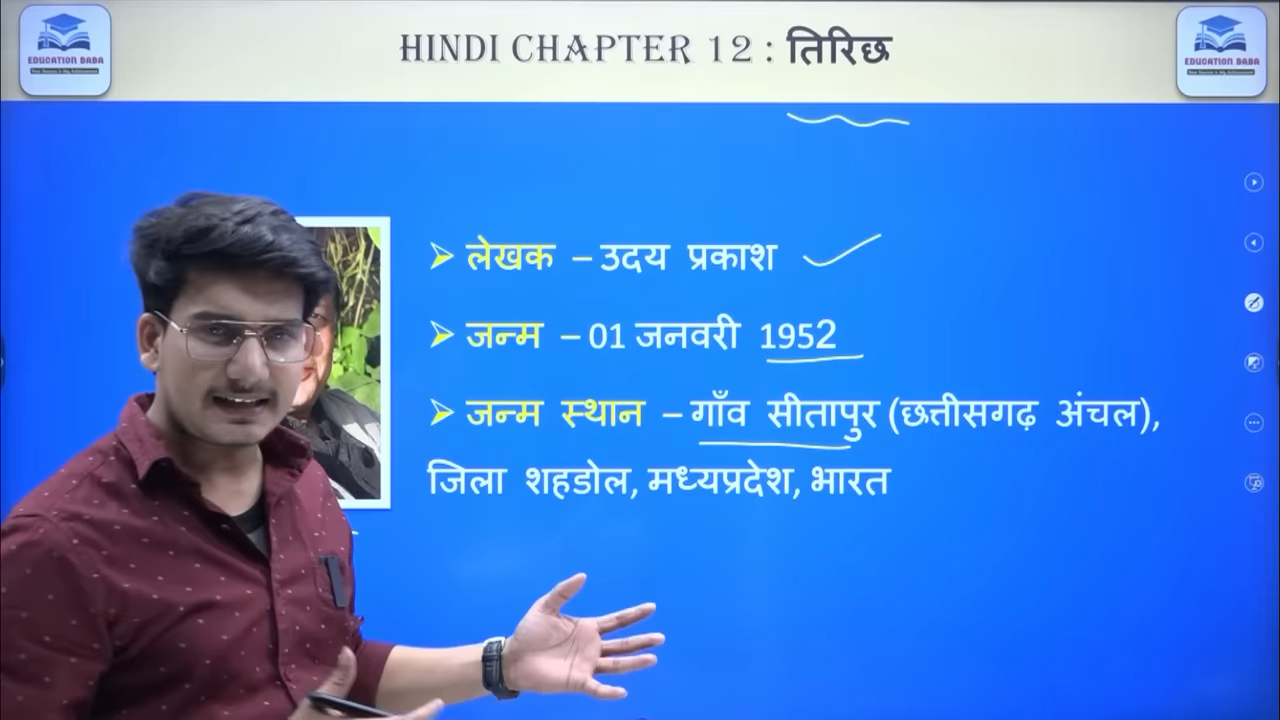 HINDI CHAPTER 12 : तिरिछ
EDUCATION BABA
EDUCATION BABA
➢ लेखक – उदय प्रकाश
➢ जन्म – 01 जनवरी 1952
➢ जन्म स्थान – गाँव सीतापुर (छत्तीसगढ़ अंचल),
जिला शहडोल, मध्यप्रदेश, भारत